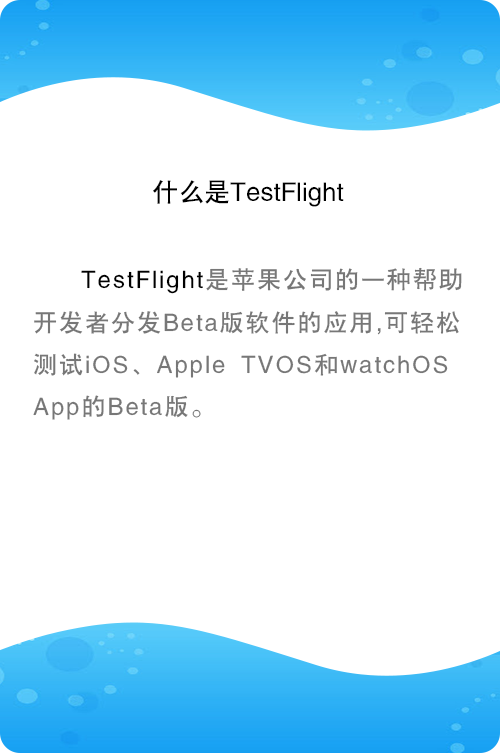 什么是TestFlight
TestFlight是苹果公司的一种帮助
开发者分发Beta版软件的应用,可轻松
测试iOS、Apple TVOS和watchOS
App的Beta版。